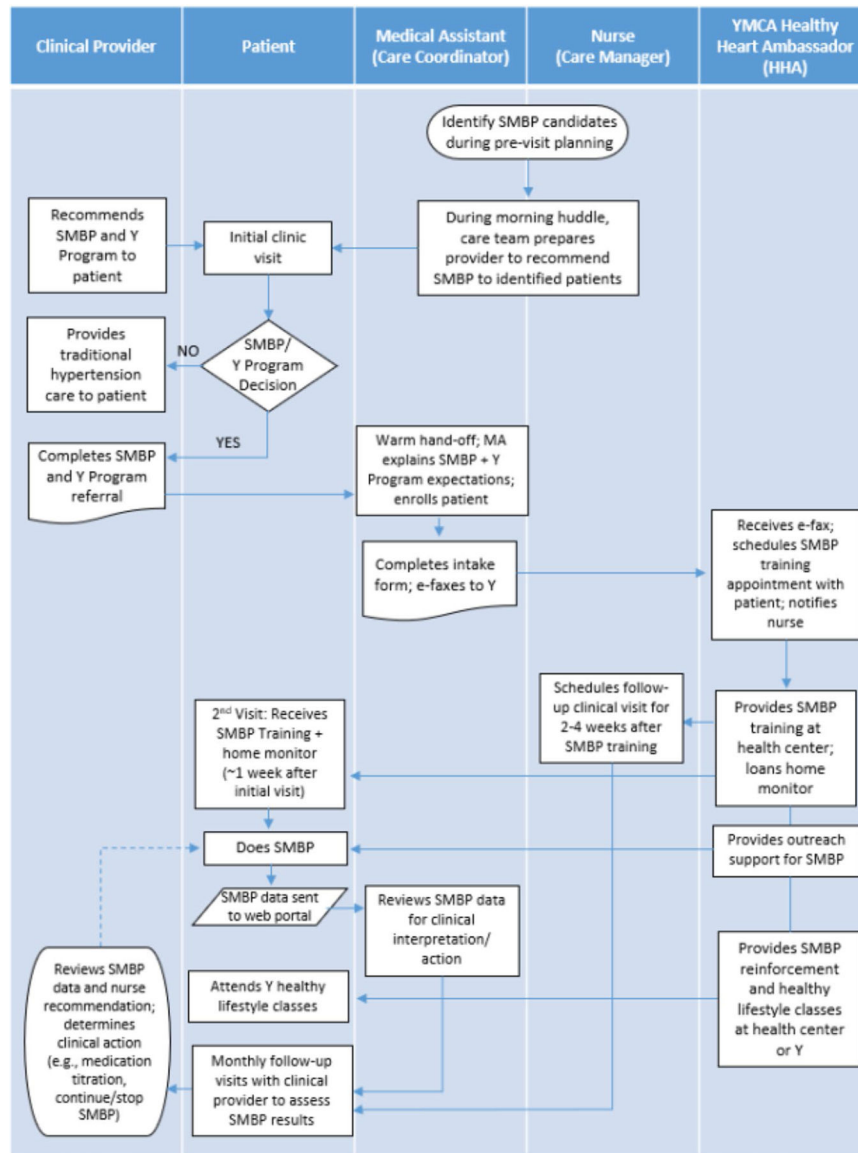 Clinical Provider
Patient
Medical Assistant
(Care Coordinator)
Nurse
(Care Manager)
YMCA Healthy
Heart Ambassador
(HHA)
Identify SMBP candidates
during pre-visit planning
Recommends
SMBP and Y
Program to
patient
Initial clinic
visit
During morning huddle,
care team prepares
provider to recommend
SMBP to identified patients
Provides
traditional
hypertension
care to patient
NO
SMBP/
Y Program
Decision
YES
Completes SMBP
and Y Program
referral
Warm hand-off; MA
explains SMBP + Y
Program expectations;
enrolls patient
Completes intake
form; e-faxes to Y
Receives e-fax;
schedules SMBP
training
appointment with
patient; notifies
nurse
2nd Visit: Receives
SMBP Training +
home monitor
(~1 week after
initial visit)
Schedules follow-
up clinical visit for
2-4 weeks after
SMBP training
Provides SMBP
training at
health center;
loans home
monitor
Does SMBP
Provides outreach
support for SMBP
SMBP data sent
to web portal
Reviews SMBP data
for clinical
interpretation/
action
Reviews SMBP
data and nurse
recommendation;
determines
clinical action
(e.g., medication
titration,
continue/stop
SMBP)
Attends Y healthy
lifestyle classes
Provides SMBP
reinforcement
and healthy
lifestyle classes
at health center
or Y
Monthly follow-up
visits with clinical
provider to assess
SMBP results